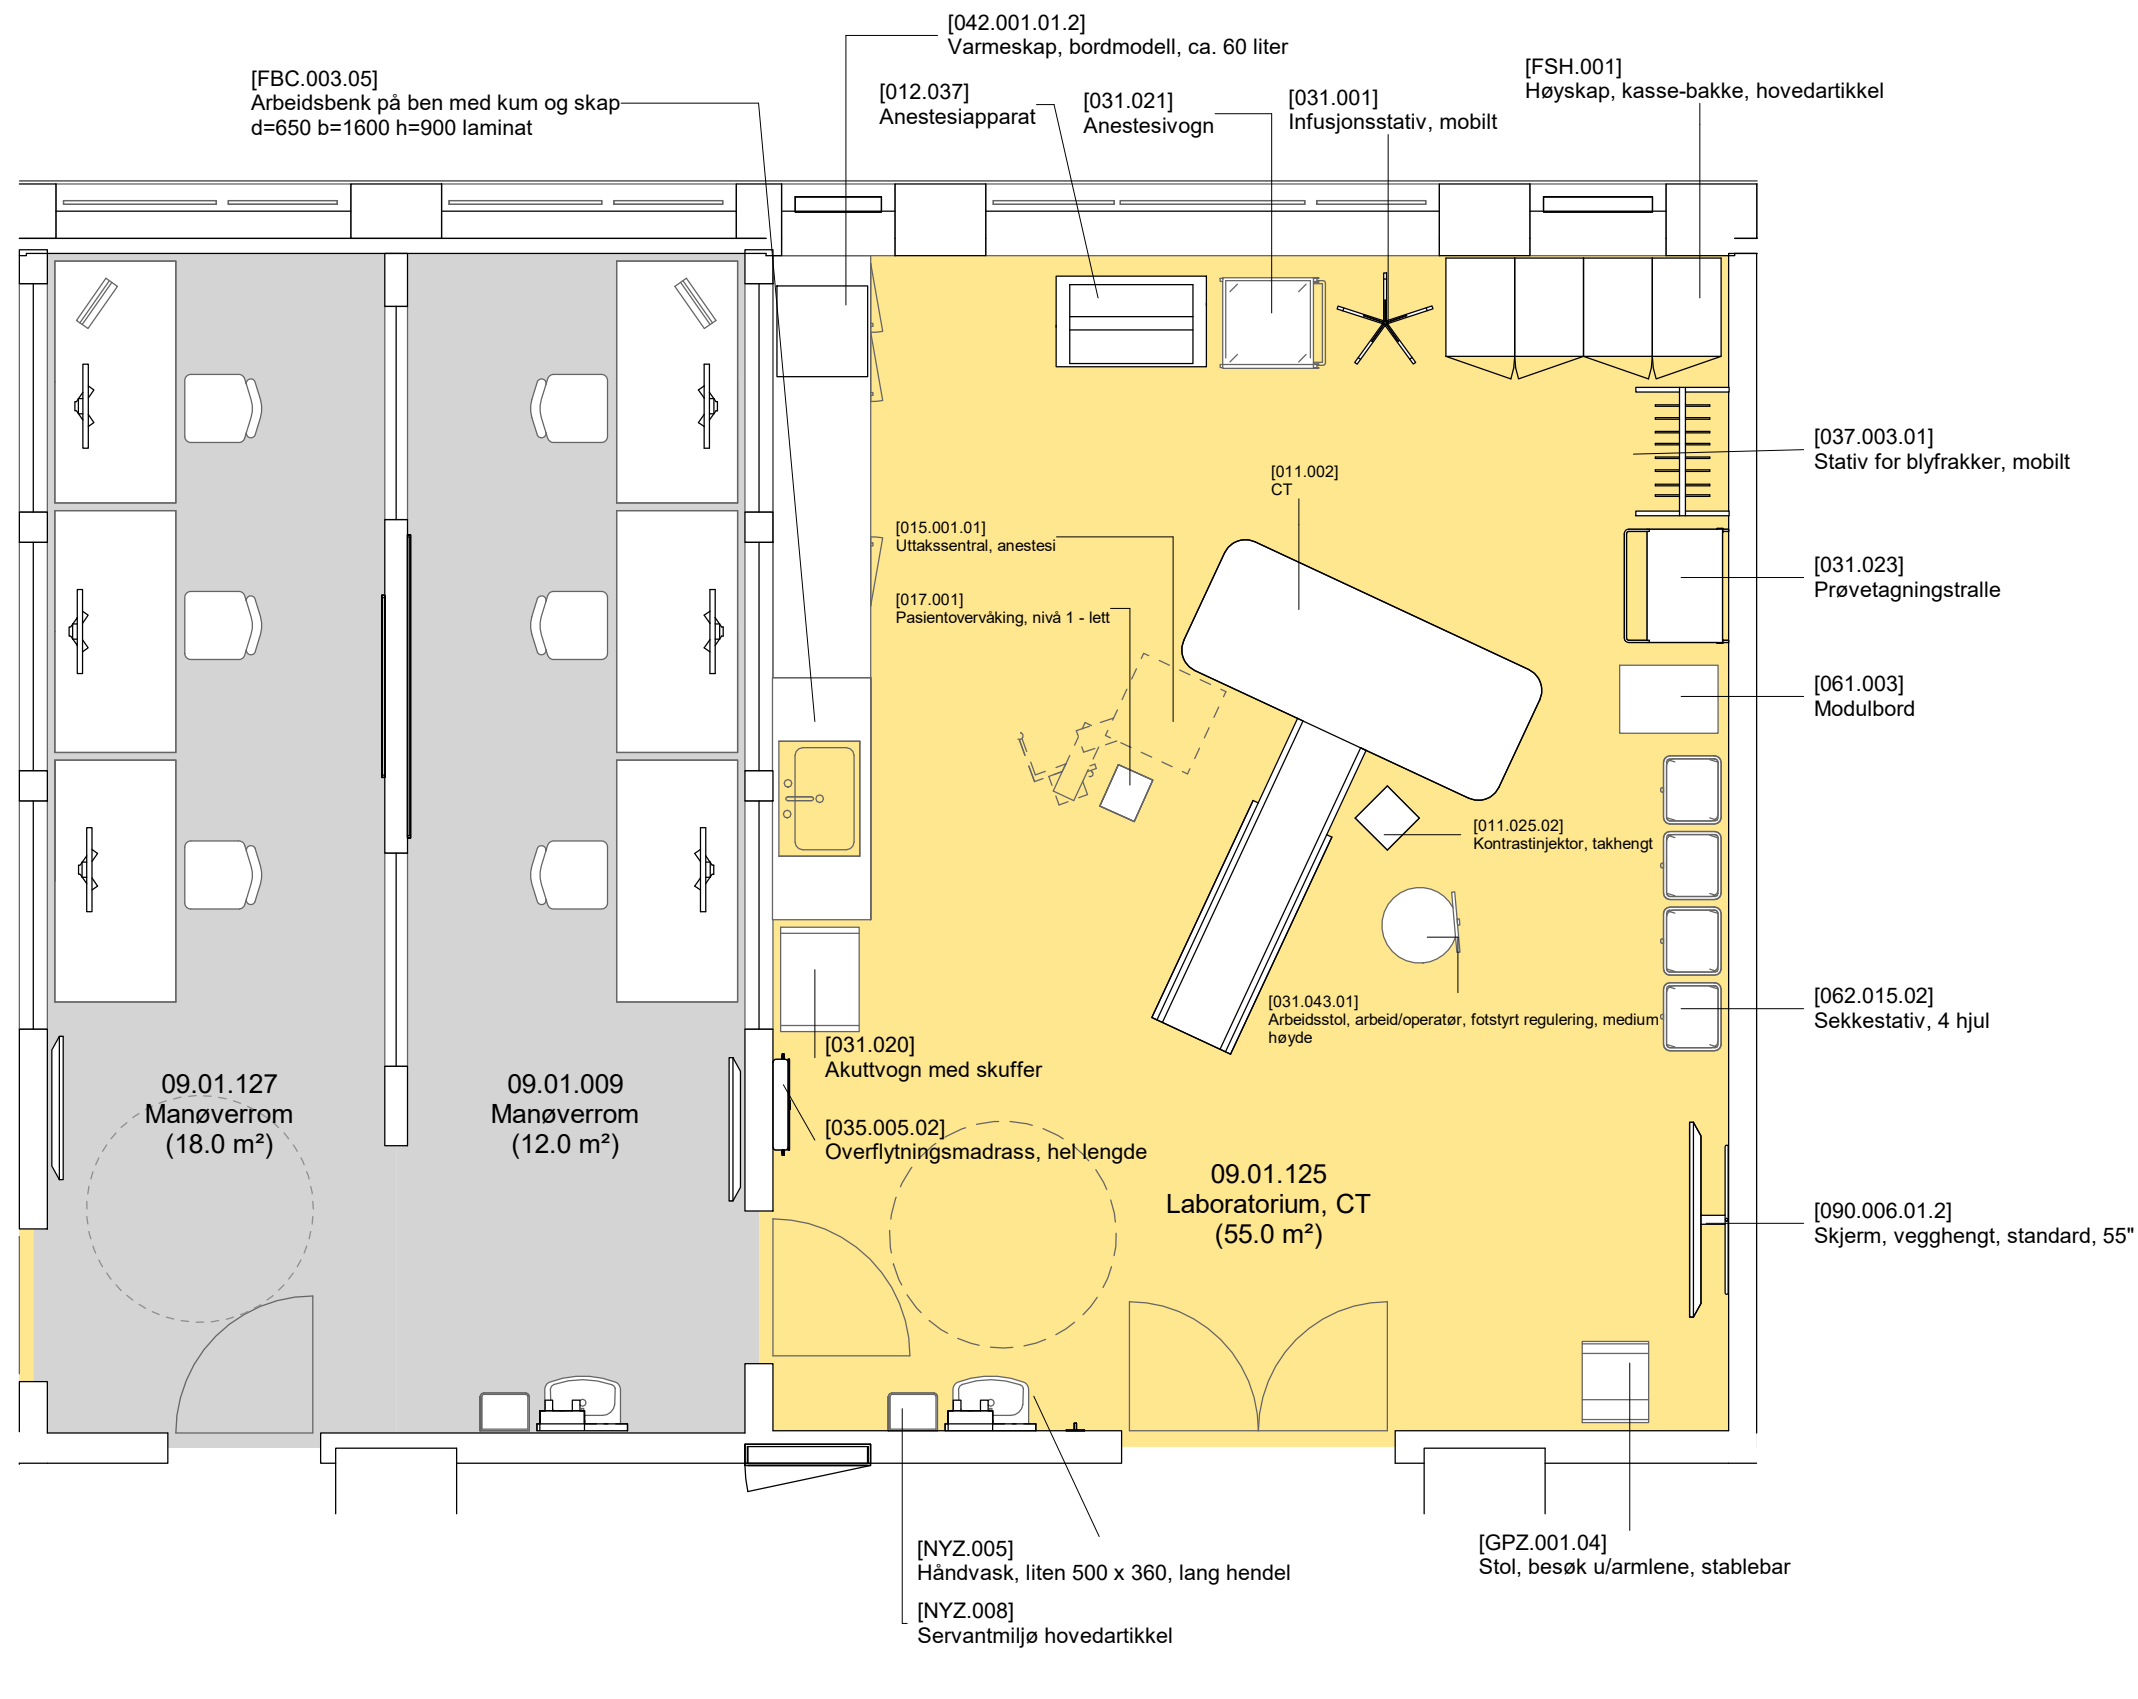 [042.001.01.2]
Varmeskap, bordmodell, ca. 60 liter
[FBC.003.05]
Arbeidsbenk på ben med kum og skap
d=650 b=1600 h=900 laminat
[012.037]
Anestesiapparat
[031.021]
Anestesivogn
[031.001]
Infusjonsstativ, mobilt
[FSH.001]
Høyskap, kasse-bakke, hovedartikkel
[037.003.01]
Stativ for blyfrakker, mobilt
[011.002]
CT
[015.001.01]
Uttakssentral, anestesi
[031.023]
Prøvetagningstralle
[017.001]
Pasientovervåking, nivå 1 - lett
[061.003]
Modulbord
[011.025.02]
Kontrastinjektor, takhengt
[031.043.01]
Arbeidsstol, arbeid/operatør, fotstyrt regulering, medium
høyde
[062.015.02]
Sekkestativ, 4 hjul
[031.020]
Akuttvogn med skuffer
09.01.127
Manøverrom
(18.0 m²)
09.01.009
Manøverrom
(12.0 m²)
[035.005.02]
Overflytningsmadrass, hel lengde
09.01.125
Laboratorium, CT
(55.0 m²)
[090.006.01.2]
Skjerm, vegghengt, standard, 55"
[NYZ.005]
Håndvask, liten 500 x 360, lang hendel
[GPZ.001.04]
Stol, besøk u/armlene, stablebar
[NYZ.008]
Servantmiljø hovedartikkel